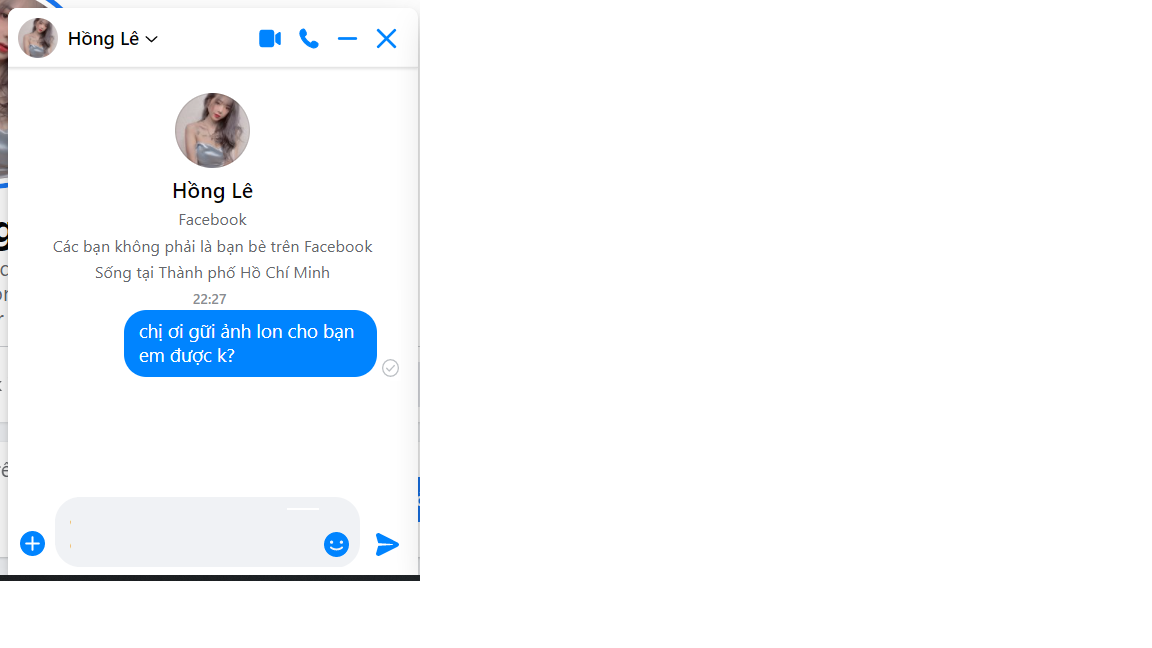 Hồng Lê
Hồng Lê
Facebook
Các bạn không phải là bạn bè trên Facebook
Sống tại Thành phố Hồ Chí Minh
22:27
chị ơi gữi ảnh lon cho bạn
em được k?